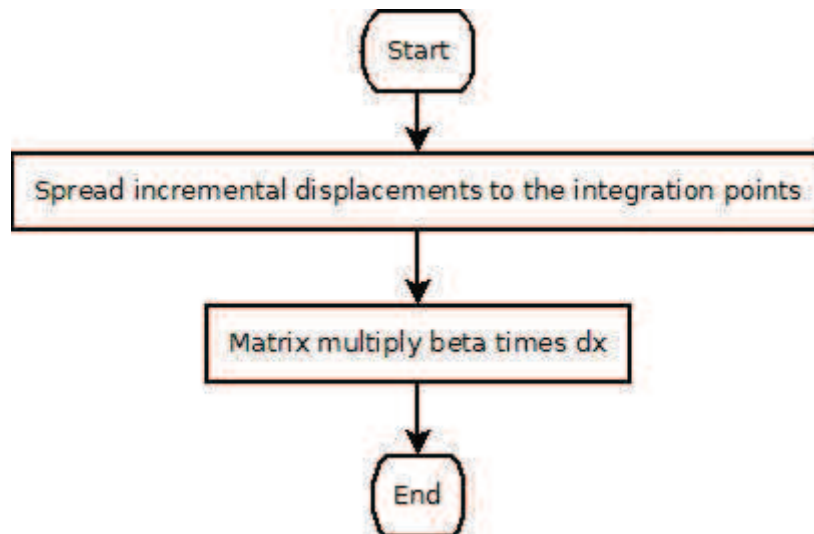 Start
Spread incremental displacements to the integration points
Matrix multiply beta times dx
End